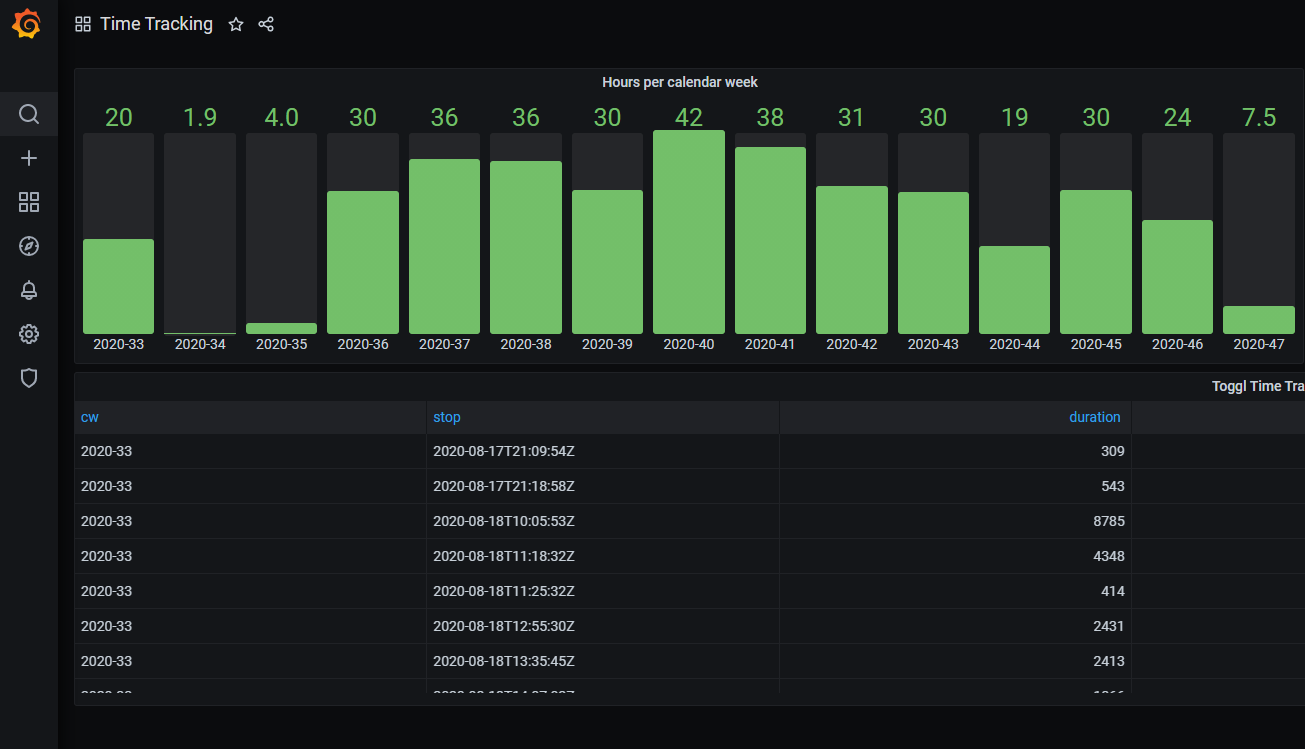 Time Tracking
Hours per calendar week
20 1.9 4.0 30 36 36 30 42 38 31 30 19 30 24 7.5
2020-33 2020-34 2020-35 2020-36 2020-37 2020-38 2020-39 2020-40 2020-41 2020-42 2020-43 2020-44 2020-45 2020-46 2020-47
Toggl Time Tra
cw stop duration
2020-33 2020-08-17T21:09:54Z 309
2020-33 2020-08-17T21:18:58Z 543
2020-33 2020-08-18T10:05:53Z 8785
2020-33 2020-08-18T11:18:32Z 4348
2020-33 2020-08-18T11:25:32Z 414
2020-33 2020-08-18T12:55:30Z 2431
2020-33 2020-08-18T13:35:45Z 2413